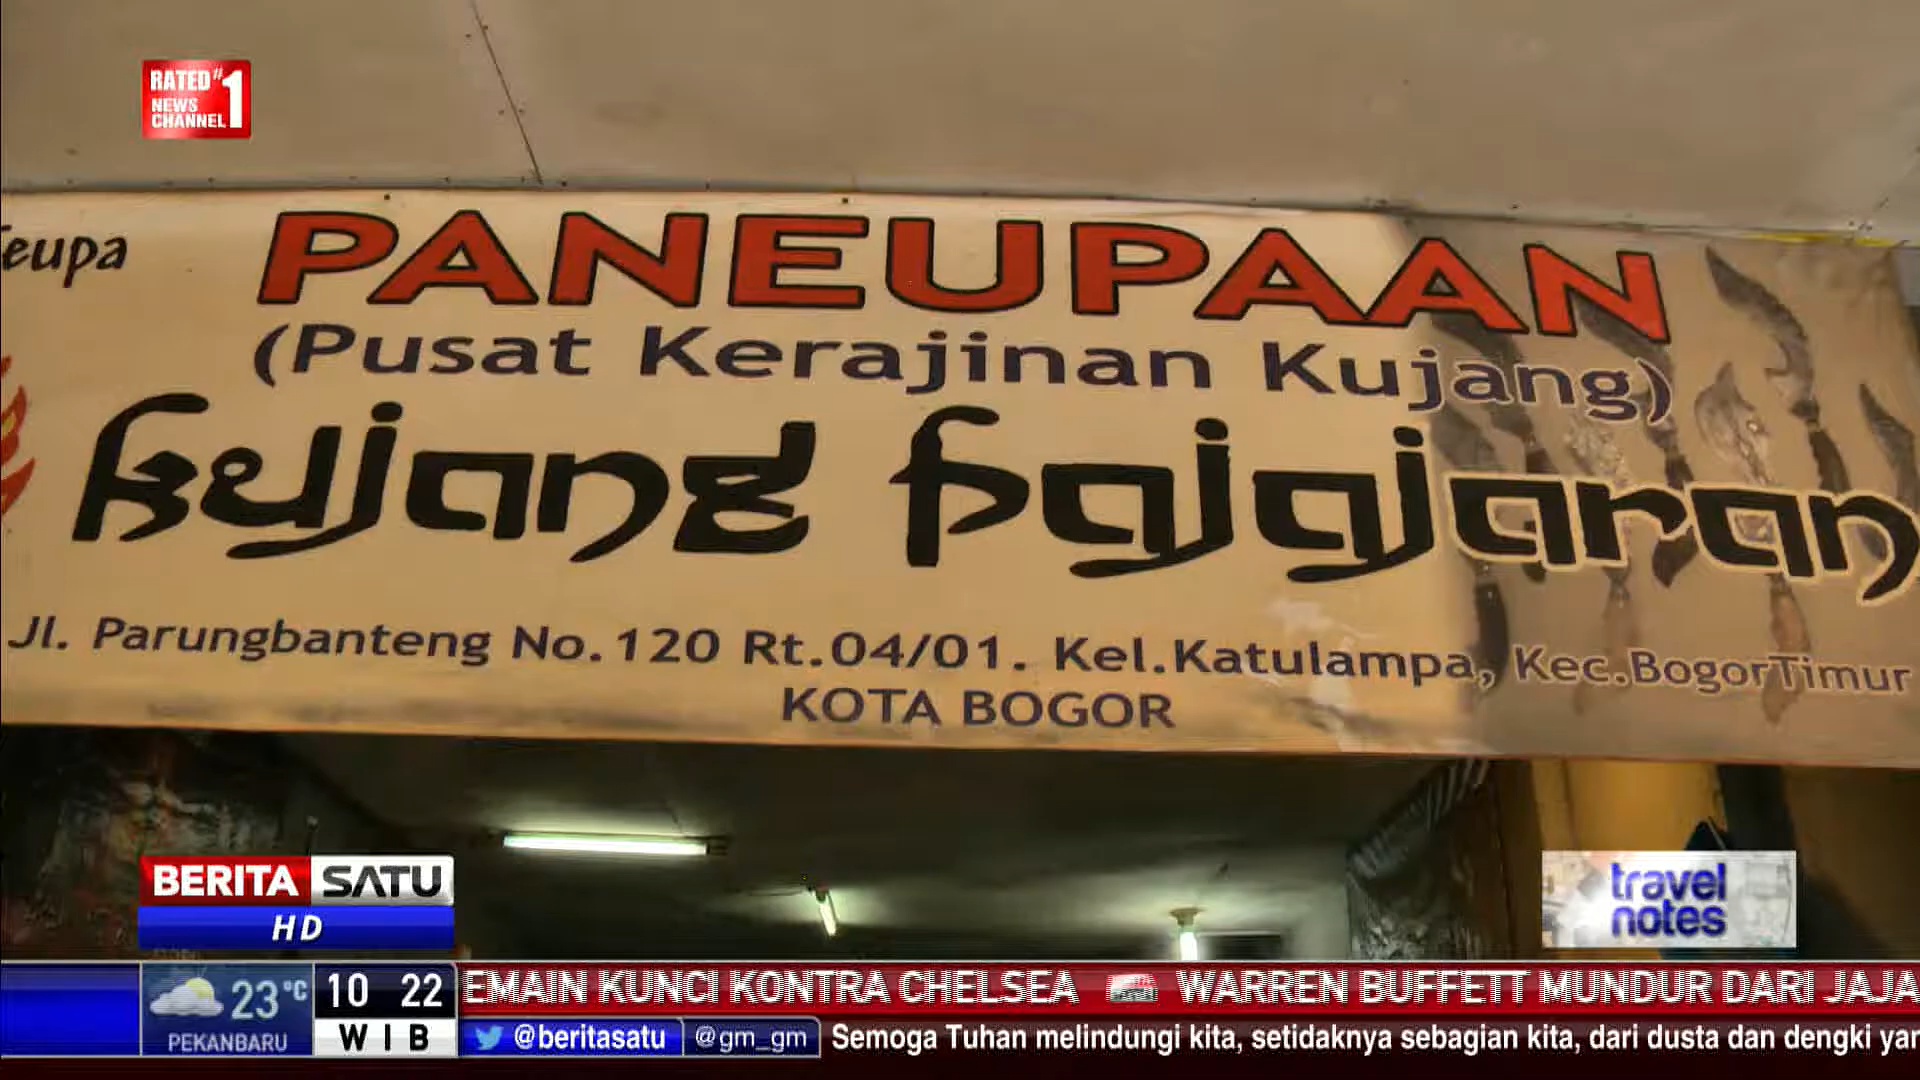 RATED #1
NEWS
CHANNEL
eupa
PANEUPAAN
(Pusat Kerajinan Kujang)
kujang pajajaran
Jl. Parungbanteng No.120 Rt.04/01. Kel.Katulampa, Kec.BogorTimur
KOTA BOGOR
BERITA SATU
HD
travel
notes
23°C
PEKANBARU
10 22
WIB
EMAIN KUNCI KONTRA CHELSEA WARREN BUFFETT MUNDUR DARI JAJA
@beritasatu @gm_gm Semoga Tuhan melindungi kita, setidaknya sebagian kita, dari dusta dan dengki yan